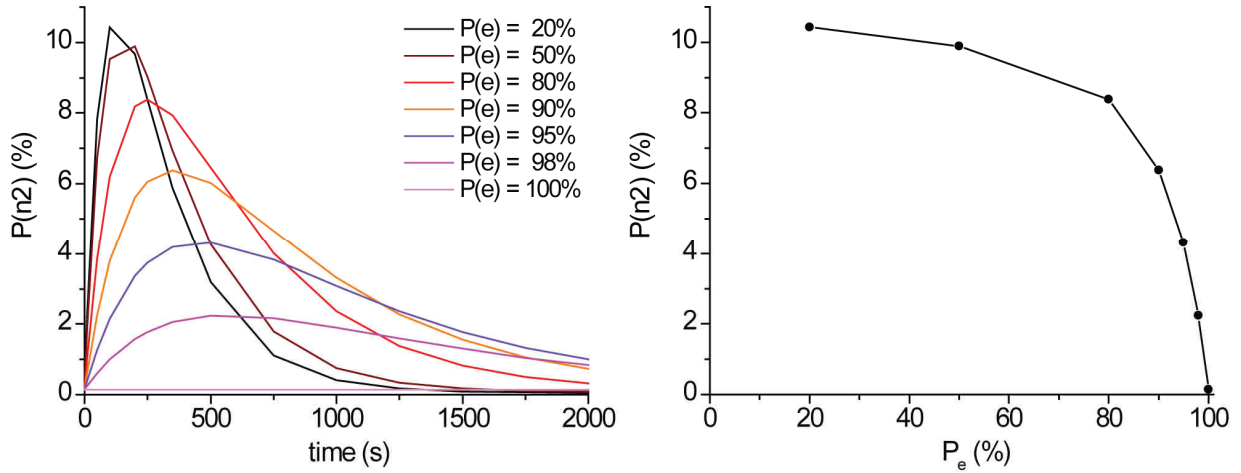 P(n2) (%)
10
8
6
4
2
0
0
500
1000
1500
2000
time (s)
P(e) = 20%
P(e) = 50%
P(e) = 80%
P(e) = 90%
P(e) = 95%
P(e) = 98%
P(e) = 100%
P(n2) (%)
10
8
6
4
2
0
0
20
40
60
80
100
Pe (%)